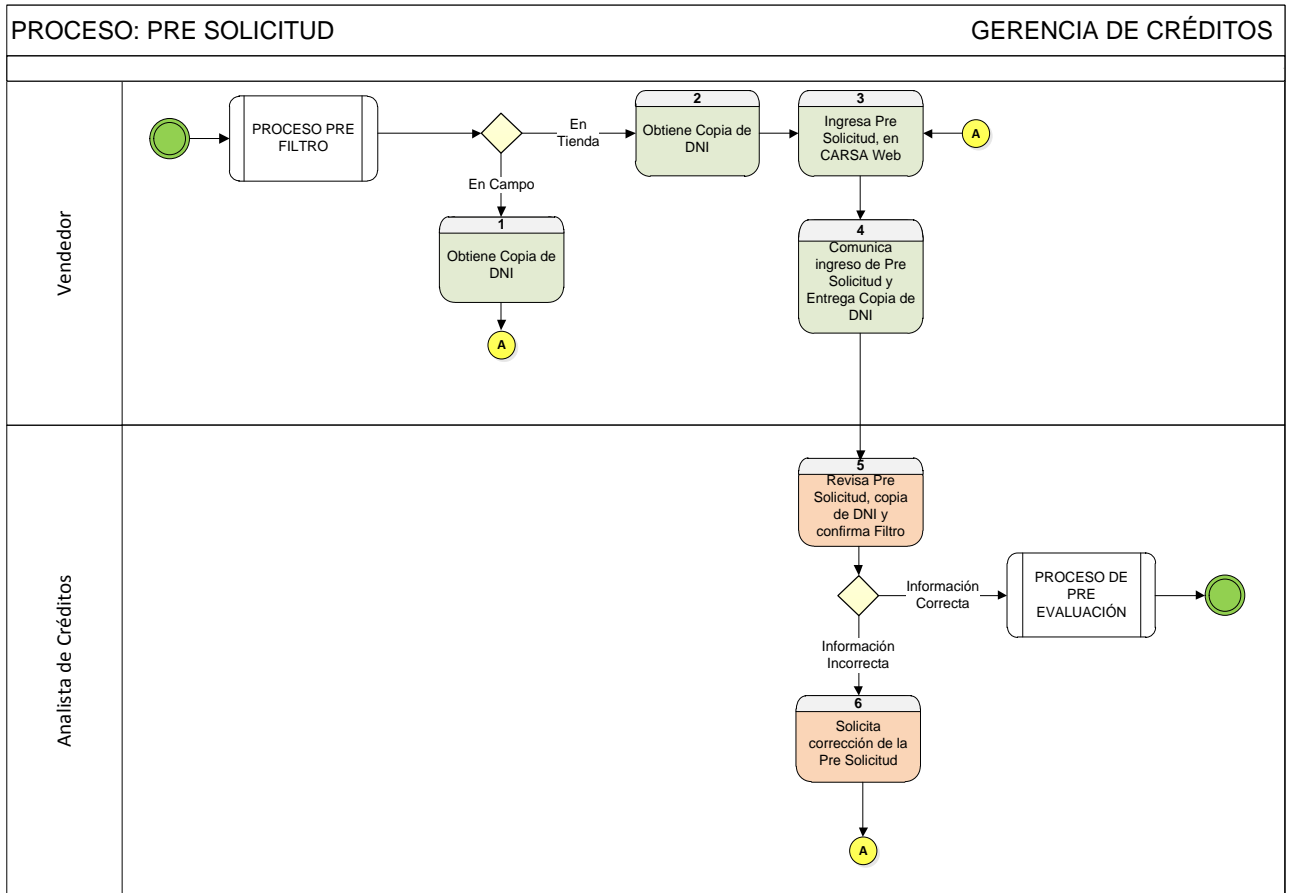 PROCESO: PRE SOLICITUD
GERENCIA DE CRÉDITOS
Vendedor
PROCESO PRE
FILTRO
En
Tienda
En Campo
1
Obtiene Copia de
DNI
A
2
Obtiene Copia de
DNI
3
Ingresa Pre
Solicitud, en
CARSA Web
A
4
Comunica
ingreso de Pre
Solicitud y
Entrega Copia de
DNI
Analista de Créditos
5
Revisa Pre
Solicitud, copia
de DNI y
confirma Filtro
Información
Correcta
PROCESO DE
PRE
EVALUACIÓN
Información
Incorrecta
6
Solicita
corrección de la
Pre Solicitud
A